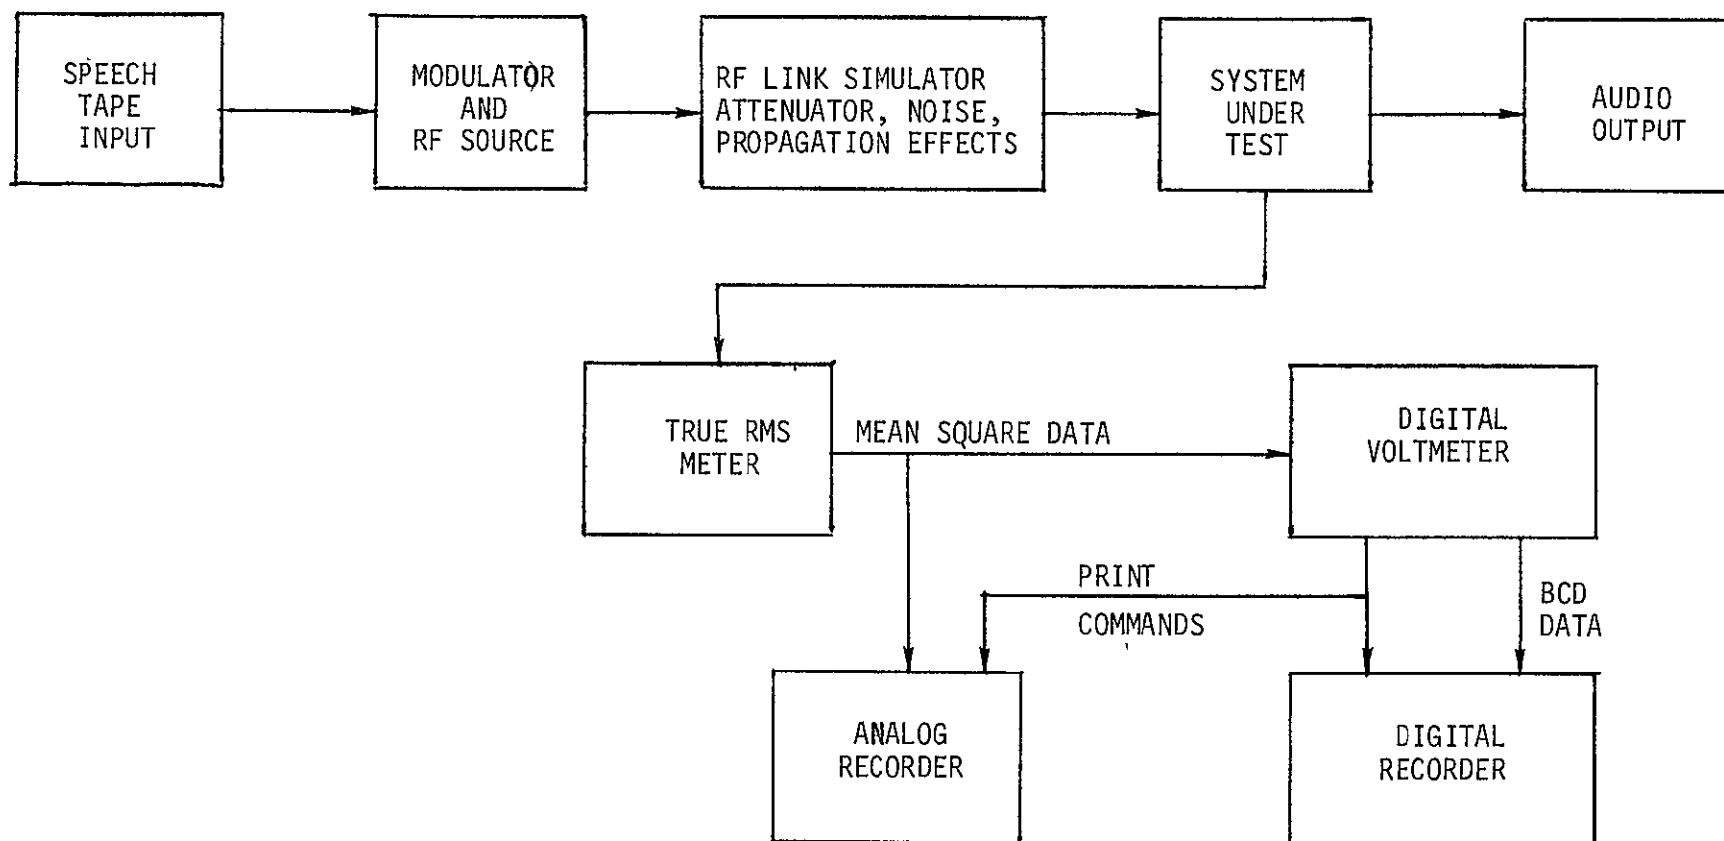 SPEECH
TAPE
INPUT
MODULATOR
AND
RF SOURCE
RF LINK SIMULATOR
ATTENUATOR, NOISE,
PROPAGATION EFFECTS
SYSTEM
UNDER
TEST
AUDIO
OUTPUT
TRUE RMS
METER
MEAN SQUARE DATA
DIGITAL
VOLTMETER
PRINT
COMMANDS
BCD
DATA
ANALOG
RECORDER
DIGITAL
RECORDER